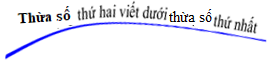 Thừa số thứ hai viết dưới thừa số thứ nhất